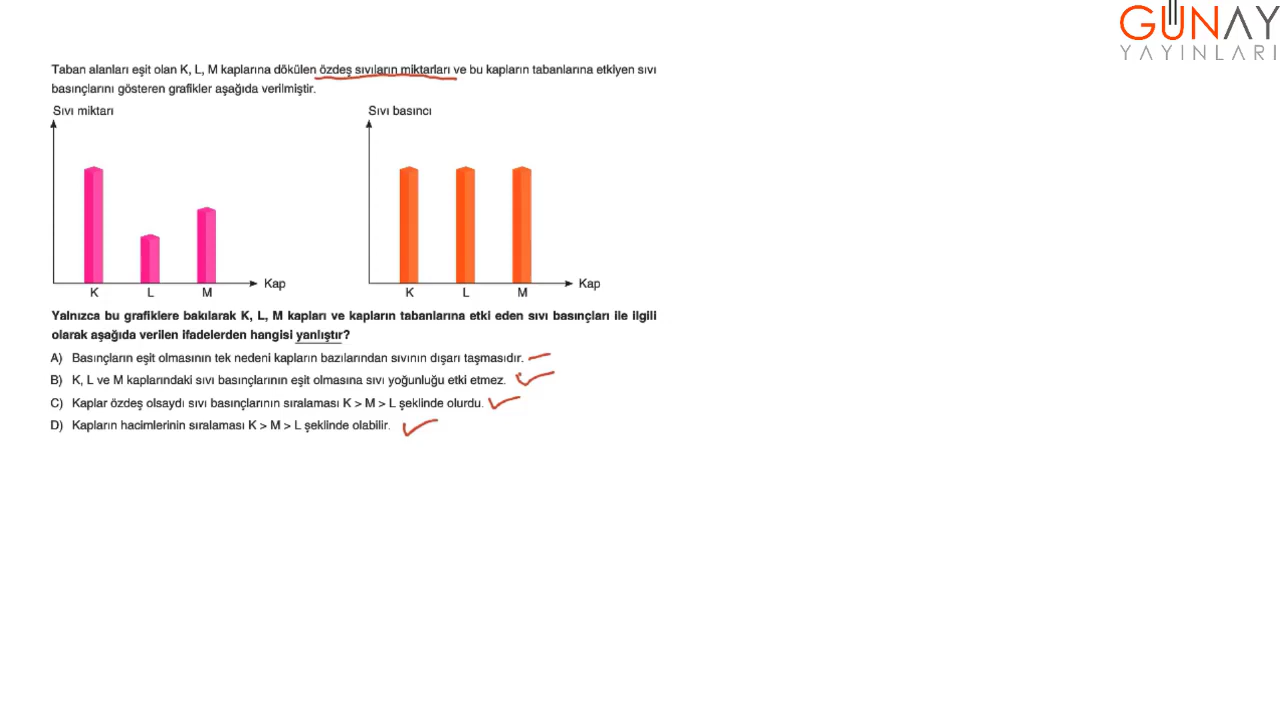 GÜNAY
YAYINLARI
Taban alanları eşit olan K, L, M kaplarına dökülen özdeş sıvıların miktarları ve bu kapların tabanlarına etkiyen sıvı
basınçlarını gösteren grafikler aşağıda verilmiştir.
Sıvı miktarı
Kap
K L M
Sıvı basıncı
Kap
K L M
Yalnızca bu grafiklere bakılarak K, L, M kapları ve kapların tabanlarına etki eden sıvı basınçları ile ilgili
olarak aşağıda verilen ifadelerden hangisi yanlıştır?
A) Basınçların eşit olmasının tek nedeni kapların bazılarından sıvının dışarı taşmasıdır.
B) K, L ve M kaplarındaki sıvı basınçlarının eşit olmasına sıvı yoğunluğu etki etmez.
C) Kaplar özdeş olsaydı sıvı basınçlarının sıralaması K > M > L şeklinde olurdu.
D) Kapların hacimlerinin sıralaması K > M > L şeklinde olabilir.